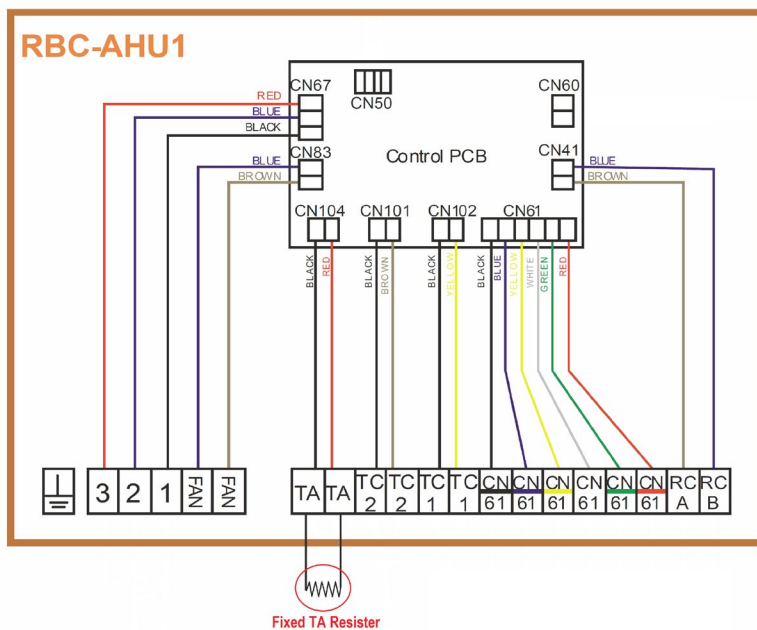 RBC-AHU1
CN67
CN50
CN60
RED
BLUE
BLACK
CN83
Control PCB
CN41
BLUE
BROWN
BLUE
BROWN
CN104
CN101
CN102
CN61
BLACK
RED
BLACK
BROWN
BLACK
YELLOW
BLACK
BLUE
YELLOW
WHITE
GREEN
RED
3
2
1
FAN
FAN
TA
TA
TC
2
TC
2
TC
1
TC
1
CN
61
CN
61
CN
61
CN
61
CN
61
CN
61
RC
A
RC
B
Fixed TA Resister